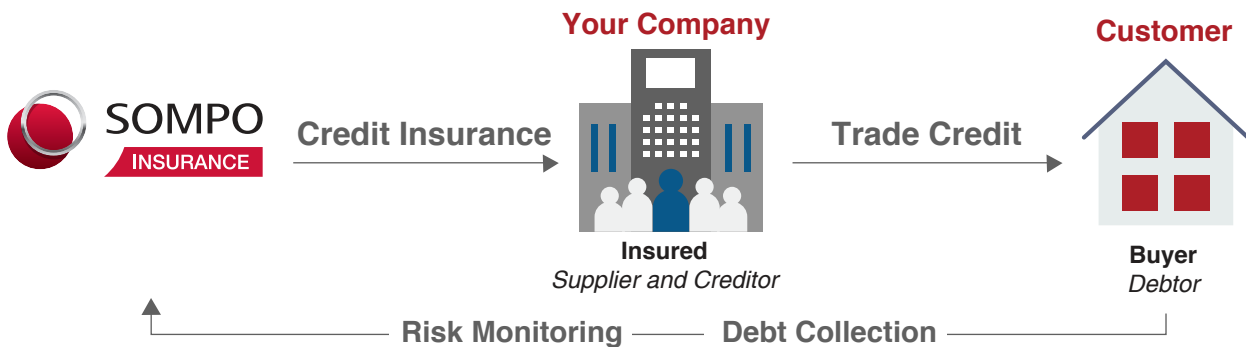 Your Company
Customer
SOMPO
INSURANCE
Credit Insurance
Trade Credit
Insured
Supplier and Creditor
Buyer
Debtor
Risk Monitoring
Debt Collection